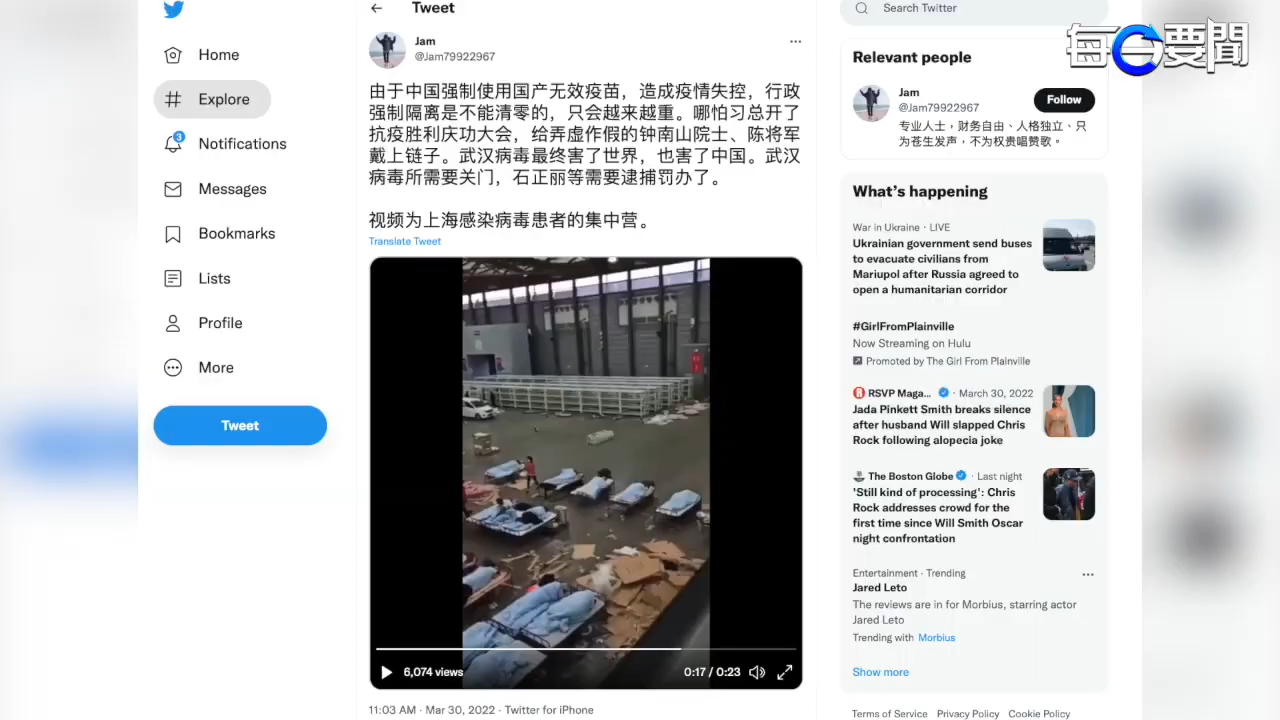 Tweet
Search Twitter
每日要聞
Home
Explore
3
Notifications
Messages
Bookmarks
Lists
Profile
More
Tweet
Jam
@Jam79922967
由于中国强制使用国产无效疫苗，造成疫情失控，行政
强制隔离是不能清零的，只会越来越重。哪怕习总开了
抗疫胜利庆功大会，给弄虚作假的钟南山院士、陈将军
戴上链子。武汉病毒最终害了世界，也害了中国。武汉
病毒所需要关门，石正丽等需要逮捕罚办了。
视频为上海感染病毒患者的集中营。
Translate Tweet
6,074 views
0:17 / 0:23
11:03 AM · Mar 30, 2022 · Twitter for iPhone
Relevant people
Jam
@Jam79922967
Follow
专业人士，财务自由、人格独立、只
为苍生发声，不为权贵唱赞歌。
What's happening
War in Ukraine · LIVE
Ukrainian government send buses
to evacuate civilians from
Mariupol after Russia agreed to
open a humanitarian corridor
#GirlFromPlainville
Now Streaming on Hulu
Promoted by The Girl From Plainville
RSVP Maga... · March 30, 2022
Jada Pinkett Smith breaks silence
after husband Will slapped Chris
Rock following alopecia joke
The Boston Globe · Last night
'Still kind of processing': Chris
Rock addresses crowd for the
first time since Will Smith Oscar
night confrontation
Entertainment · Trending
Jared Leto
The reviews are in for Morbius, starring actor
Jared Leto
Trending with Morbius
Show more
Terms of Service Privacy Policy Cookie Policy